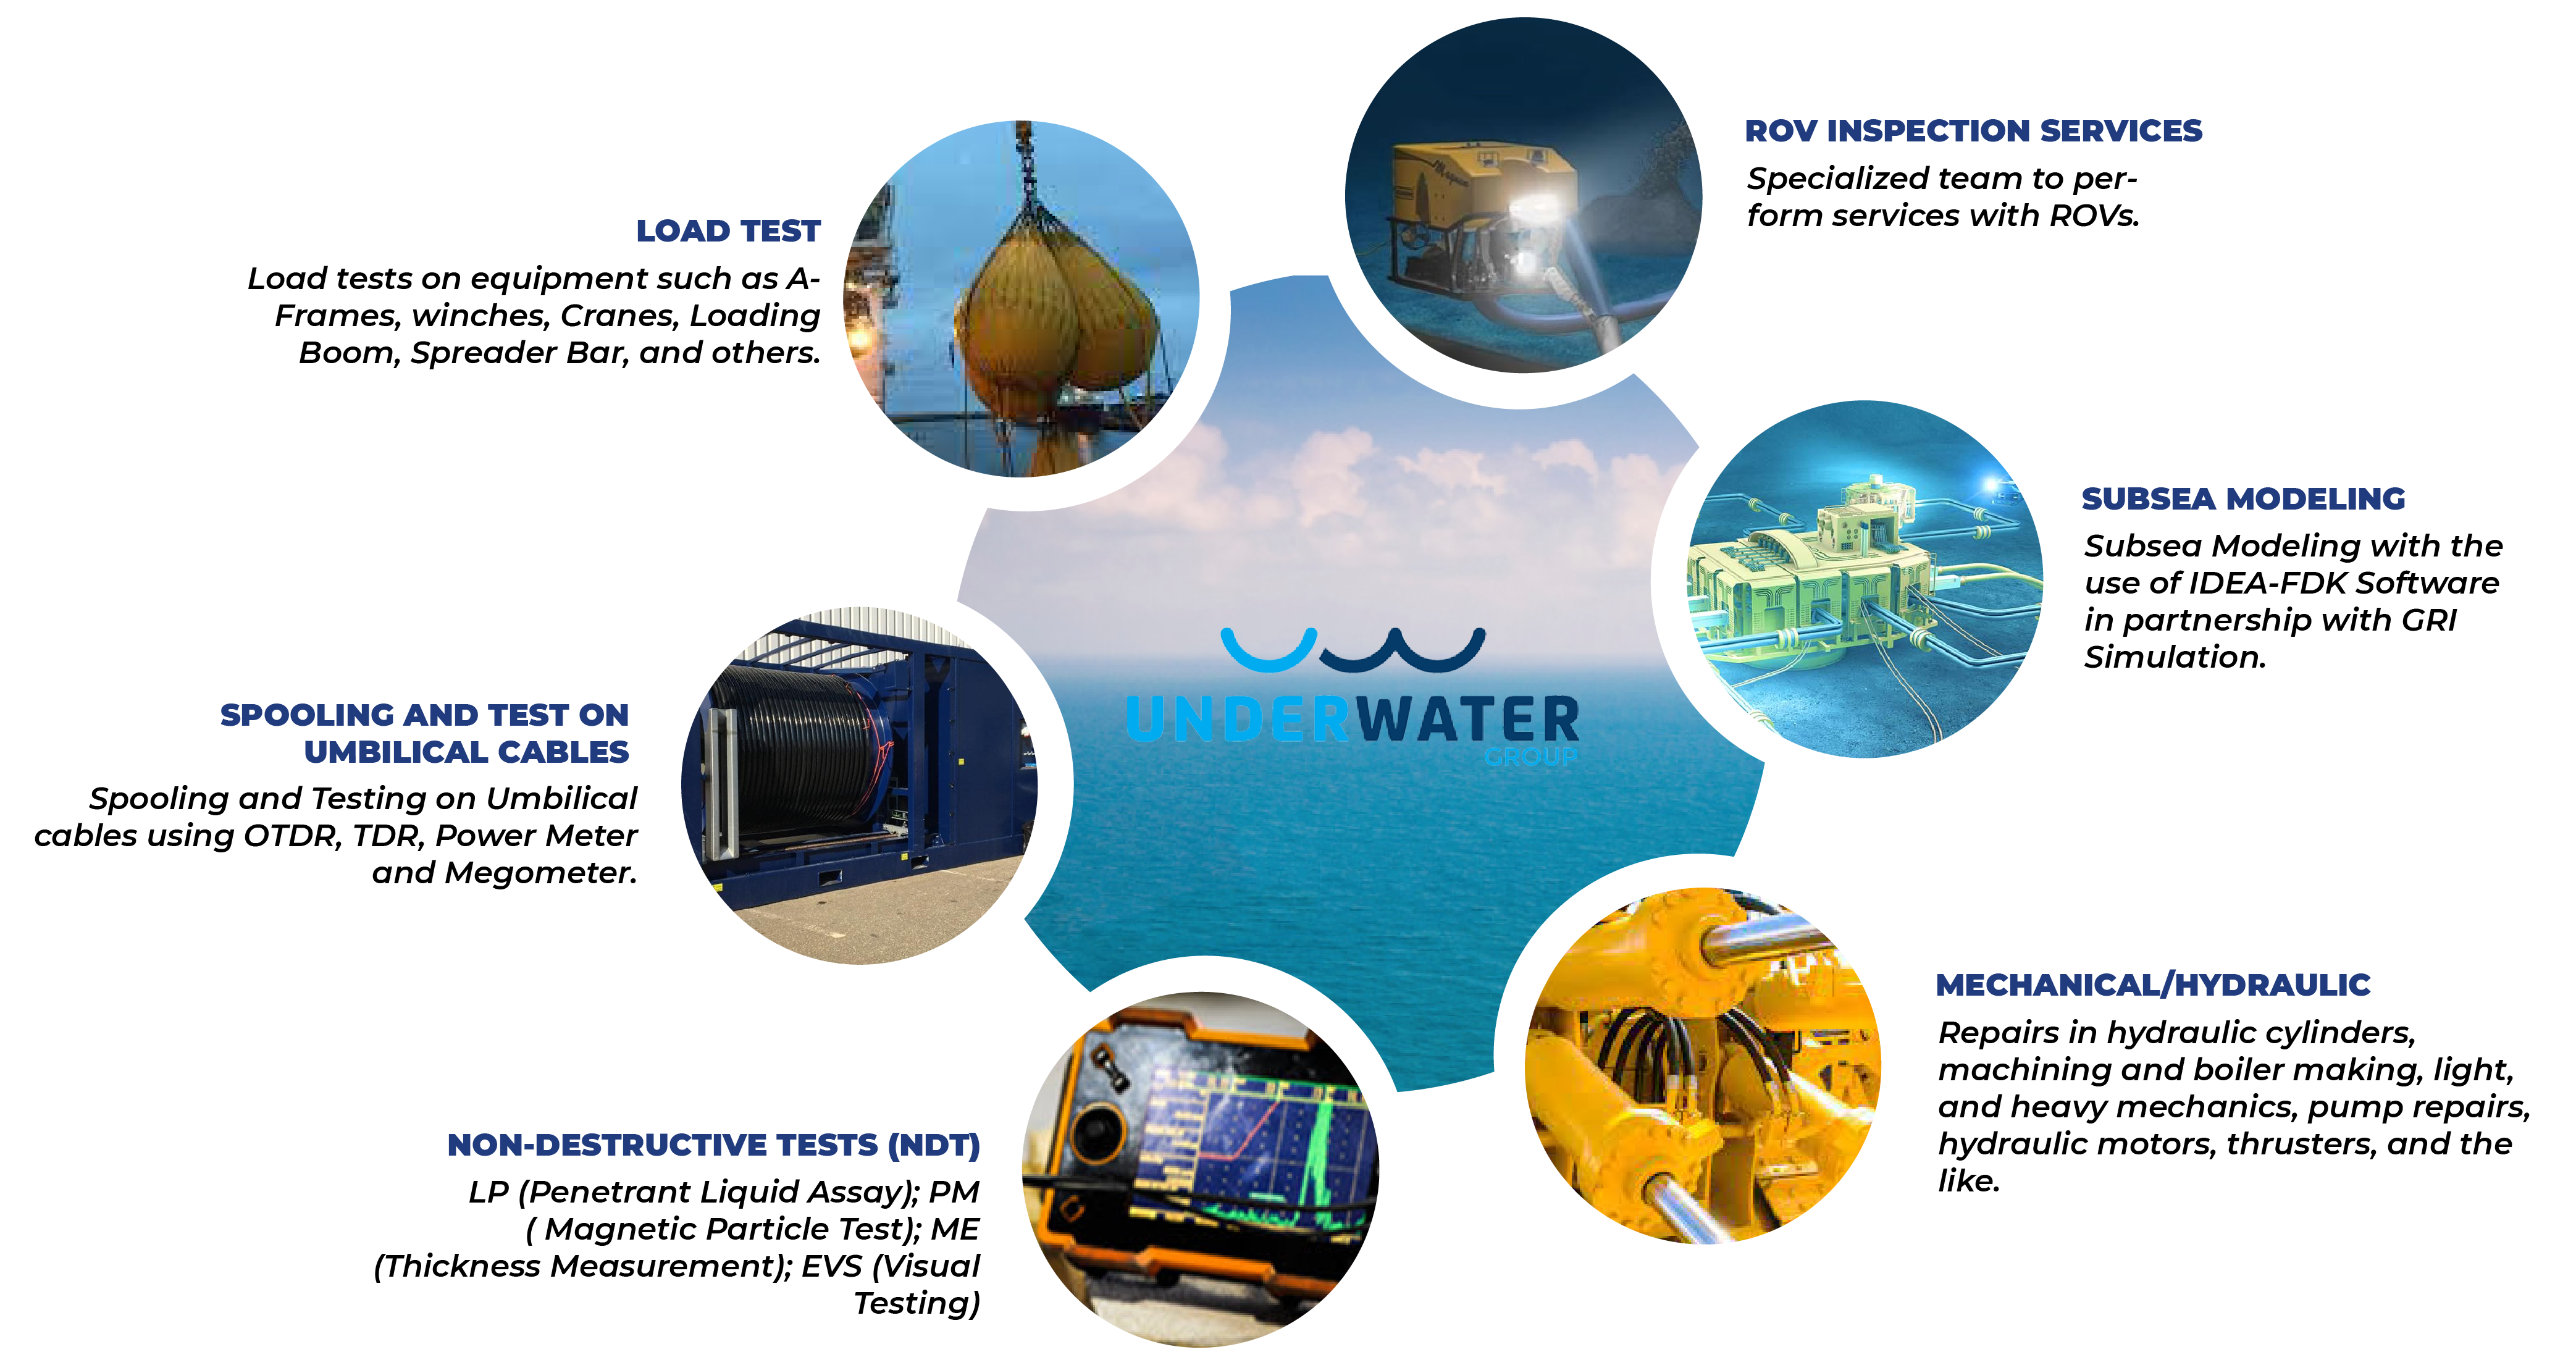 ROV INSPECTION SERVICES
Specialized team to per-
form services with ROVs.
LOAD TEST
Load tests on equipment such as A-
Frames, winches, Cranes, Loading
Boom, Spreader Bar, and others.
SUBSEA MODELING
Subsea Modeling with the
use of IDEA-FDK Software
in partnership with GRI
Simulation.
UNDERWATER
GROUP
SPOOLING AND TEST ON
UMBILICAL CABLES
Spooling and Testing on Umbilical
cables using OTDR, TDR, Power Meter
and Megometer.
MECHANICAL/HYDRAULIC
Repairs in hydraulic cylinders,
machining and boiler making, light,
and heavy mechanics, pump repairs,
hydraulic motors, thrusters, and the
like.
NON-DESTRUCTIVE TESTS (NDT)
LP (Penetrant Liquid Assay); PM
( Magnetic Particle Test); ME
(Thickness Measurement); EVS (Visual
Testing)